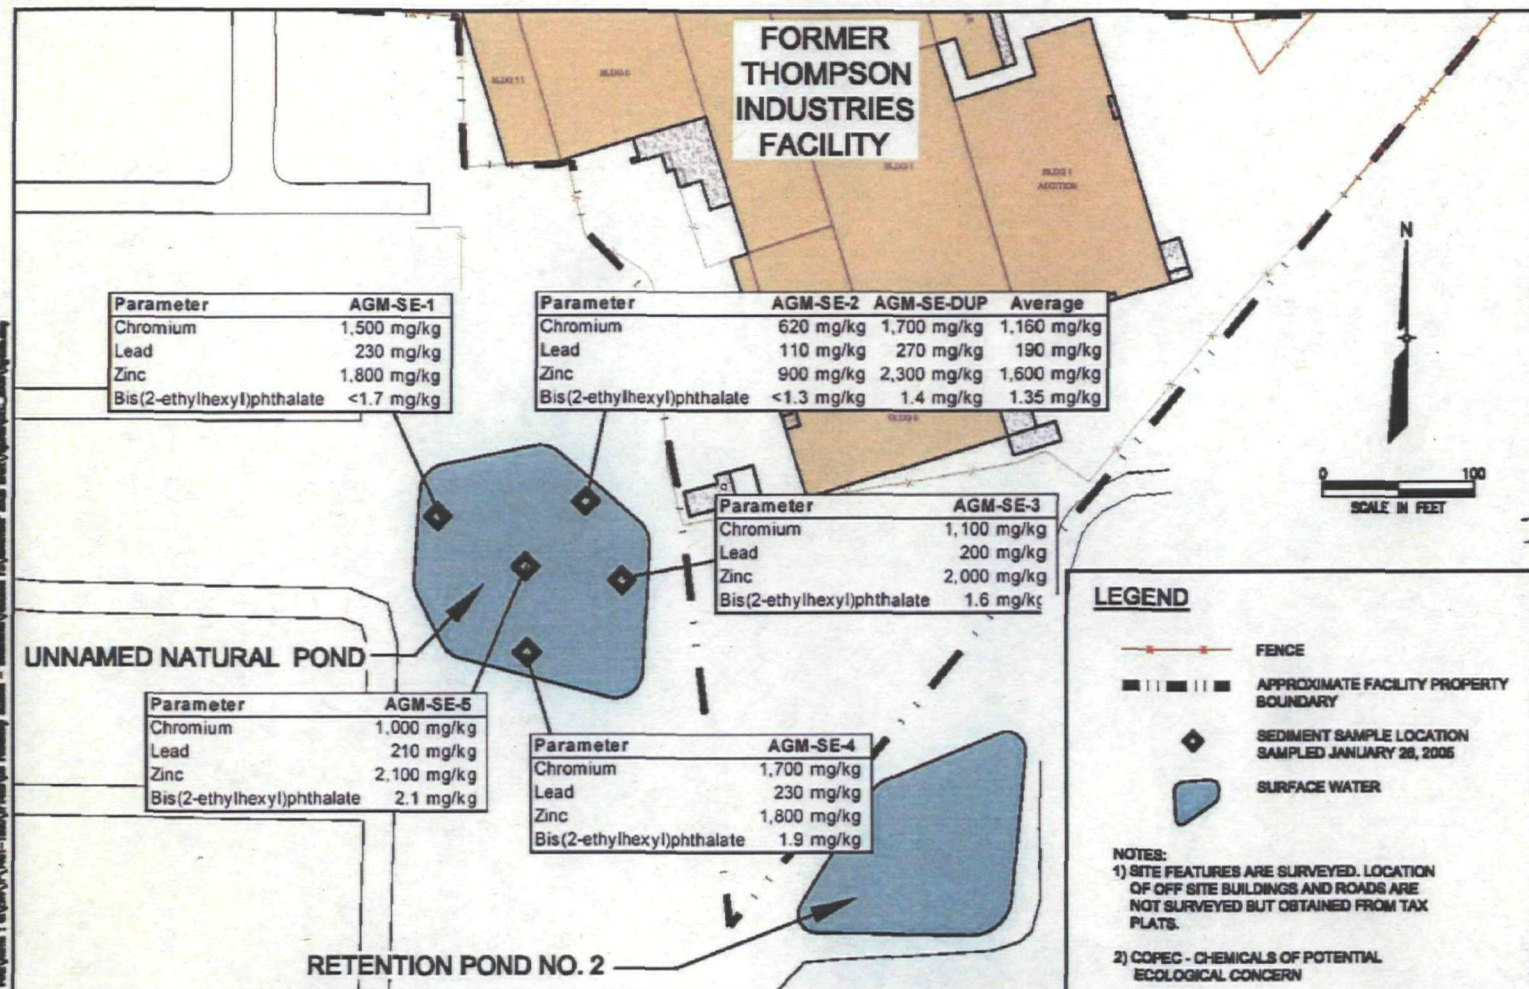 FORMER
THOMPSON
INDUSTRIES
FACILITY
BLDG 11
BLDG 1
ADDITION
N
Parameter AGM-SE-1
Chromium 1,500 mg/kg
Lead 230 mg/kg
Zinc 1,800 mg/kg
Bis(2-ethylhexyl)phthalate <1.7 mg/kg
Parameter AGM-SE-2 AGM-SE-DUP Average
Chromium 620 mg/kg 1,700 mg/kg 1,160 mg/kg
Lead 110 mg/kg 270 mg/kg 190 mg/kg
Zinc 900 mg/kg 2,300 mg/kg 1,600 mg/kg
Bis(2-ethylhexyl)phthalate <1.3 mg/kg 1.4 mg/kg 1.35 mg/kg
0 100
SCALE IN FEET
Parameter AGM-SE-3
Chromium 1,100 mg/kg
Lead 200 mg/kg
Zinc 2,000 mg/kg
Bis(2-ethylhexyl)phthalate 1.6 mg/kg
UNNAMED NATURAL POND
Parameter AGM-SE-5
Chromium 1,000 mg/kg
Lead 210 mg/kg
Zinc 2,100 mg/kg
Bis(2-ethylhexyl)phthalate 2.1 mg/kg
Parameter AGM-SE-4
Chromium 1,700 mg/kg
Lead 230 mg/kg
Zinc 1,800 mg/kg
Bis(2-ethylhexyl)phthalate 1.9 mg/kg
RETENTION POND NO. 2
LEGEND
FENCE
APPROXIMATE FACILITY PROPERTY
BOUNDARY
SEDIMENT SAMPLE LOCATION
SAMPLED JANUARY 26, 2005
SURFACE WATER
NOTES:
1) SITE FEATURES ARE SURVEYED. LOCATION
OF OFF SITE BUILDINGS AND ROADS ARE
NOT SURVEYED BUT OBTAINED FROM TAX
PLATS.
2) COPEC - CHEMICALS OF POTENTIAL
ECOLOGICAL CONCERN